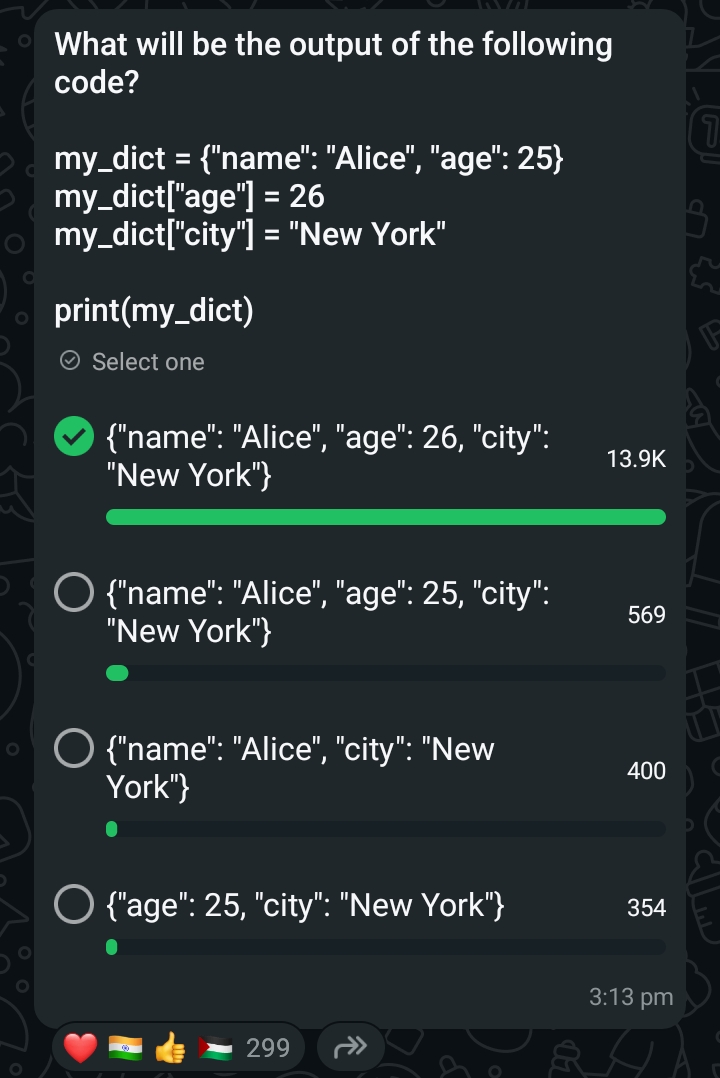 What will be the output of the following
code?
my_dict = {"name": "Alice", "age": 25}
my_dict["age"] = 26
my_dict["city"] = "New York"
print(my_dict)
Select one
{"name": "Alice", "age": 26, "city":
"New York"}
13.9K
{"name": "Alice", "age": 25, "city":
"New York"}
569
{"name": "Alice", "city": "New
York"}
400
{"age": 25, "city": "New York"}
354
3:13 pm
299